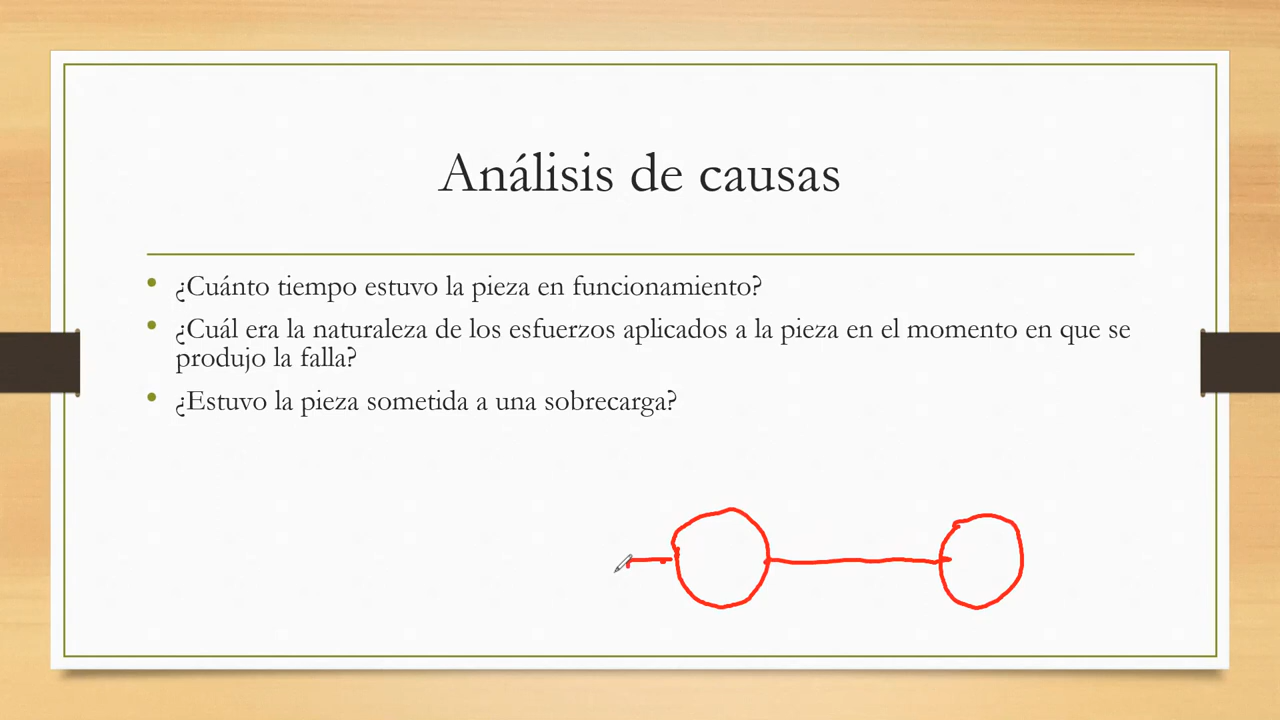 Análisis de causas
• ¿Cuánto tiempo estuvo la pieza en funcionamiento?
• ¿Cuál era la naturaleza de los esfuerzos aplicados a la pieza en el momento en que se
produjo la falla?
• ¿Estuvo la pieza sometida a una sobrecarga?